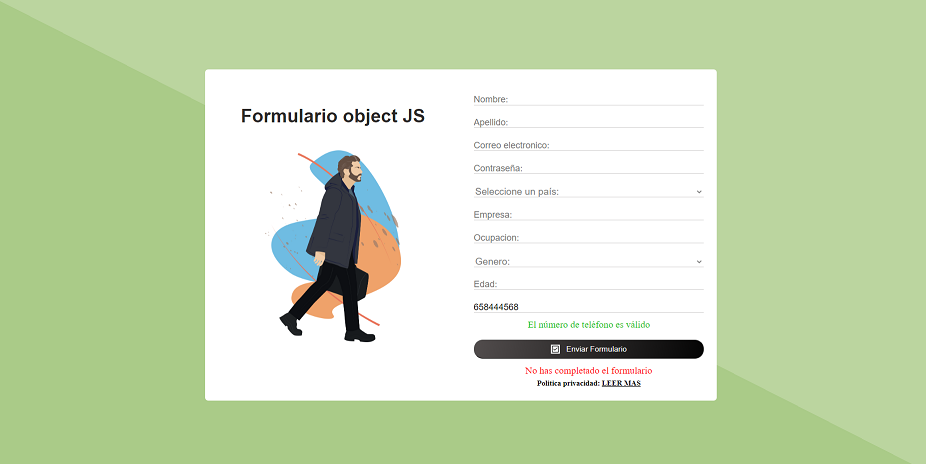 Formulario object JS
Nombre:
Apellido:
Correo electronico:
Contraseña:
Seleccione un país:
Empresa:
Ocupacion:
Genero:
Edad:
658444568
El número de teléfono es válido
Enviar Formulario
No has completado el formulario
Politica privacidad: LEER MAS